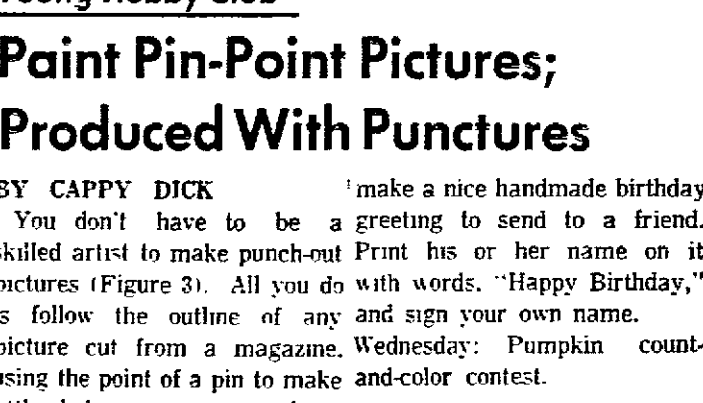 Young Hobby Club
Paint Pin-Point Pictures;
Produced With Punctures
BY CAPPY DICK
You don't have to be a
skilled artist to make punch-out
pictures (Figure 3). All you do
is follow the outline of any
picture cut from a magazine.
using the point of a pin to make
make a nice handmade birthday
greeting to send to a friend.
Print his or her name on it
with words. "Happy Birthday,"
and sign your own name.
Wednesday: Pumpkin count-
and-color contest.